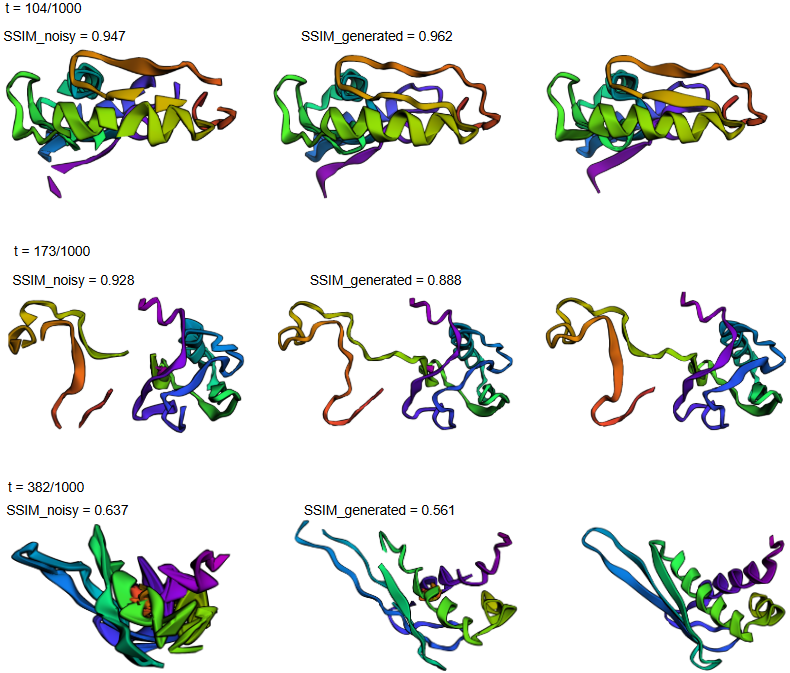 t = 104/1000
SSIM_noisy = 0.947
SSIM_generated = 0.962
t = 173/1000
SSIM_noisy = 0.928
SSIM_generated = 0.888
t = 382/1000
SSIM_noisy = 0.637
SSIM_generated = 0.561